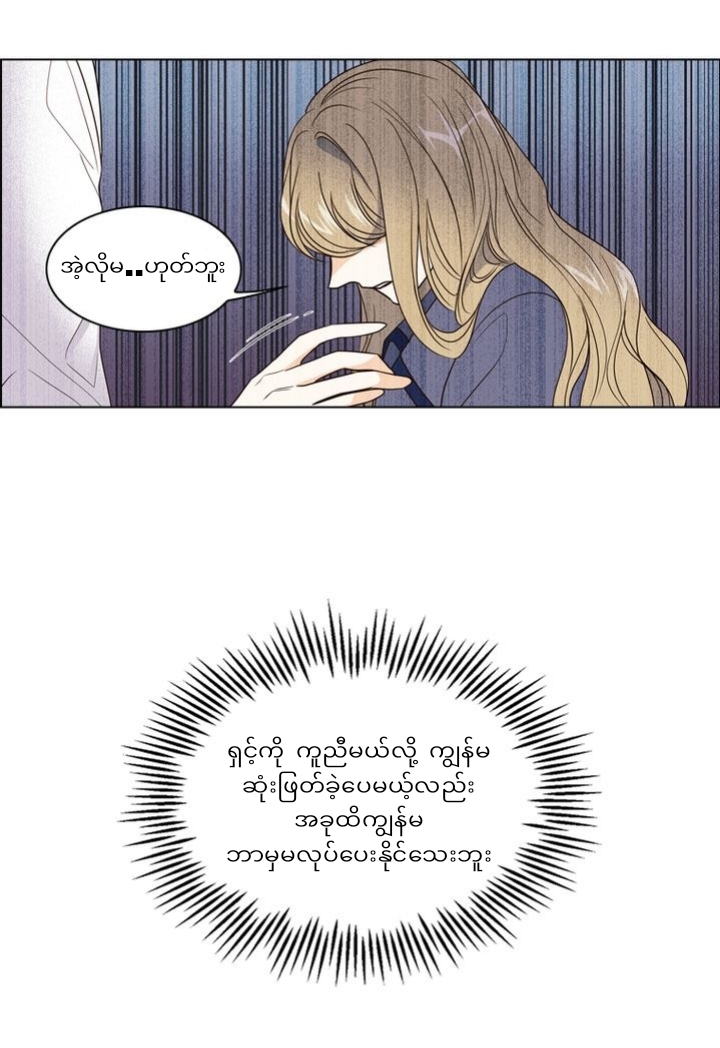 အဲ့လိုမ..ဟုတ်ဘူး
ရှင့်ကို ကူညီမယ်လို့ ကျွန်မ
ဆုံးဖြတ်ခဲ့ပေမယ့်လည်း
အခုထိကျွန်မ
ဘာမှမလုပ်ပေးနိုင်သေးဘူး